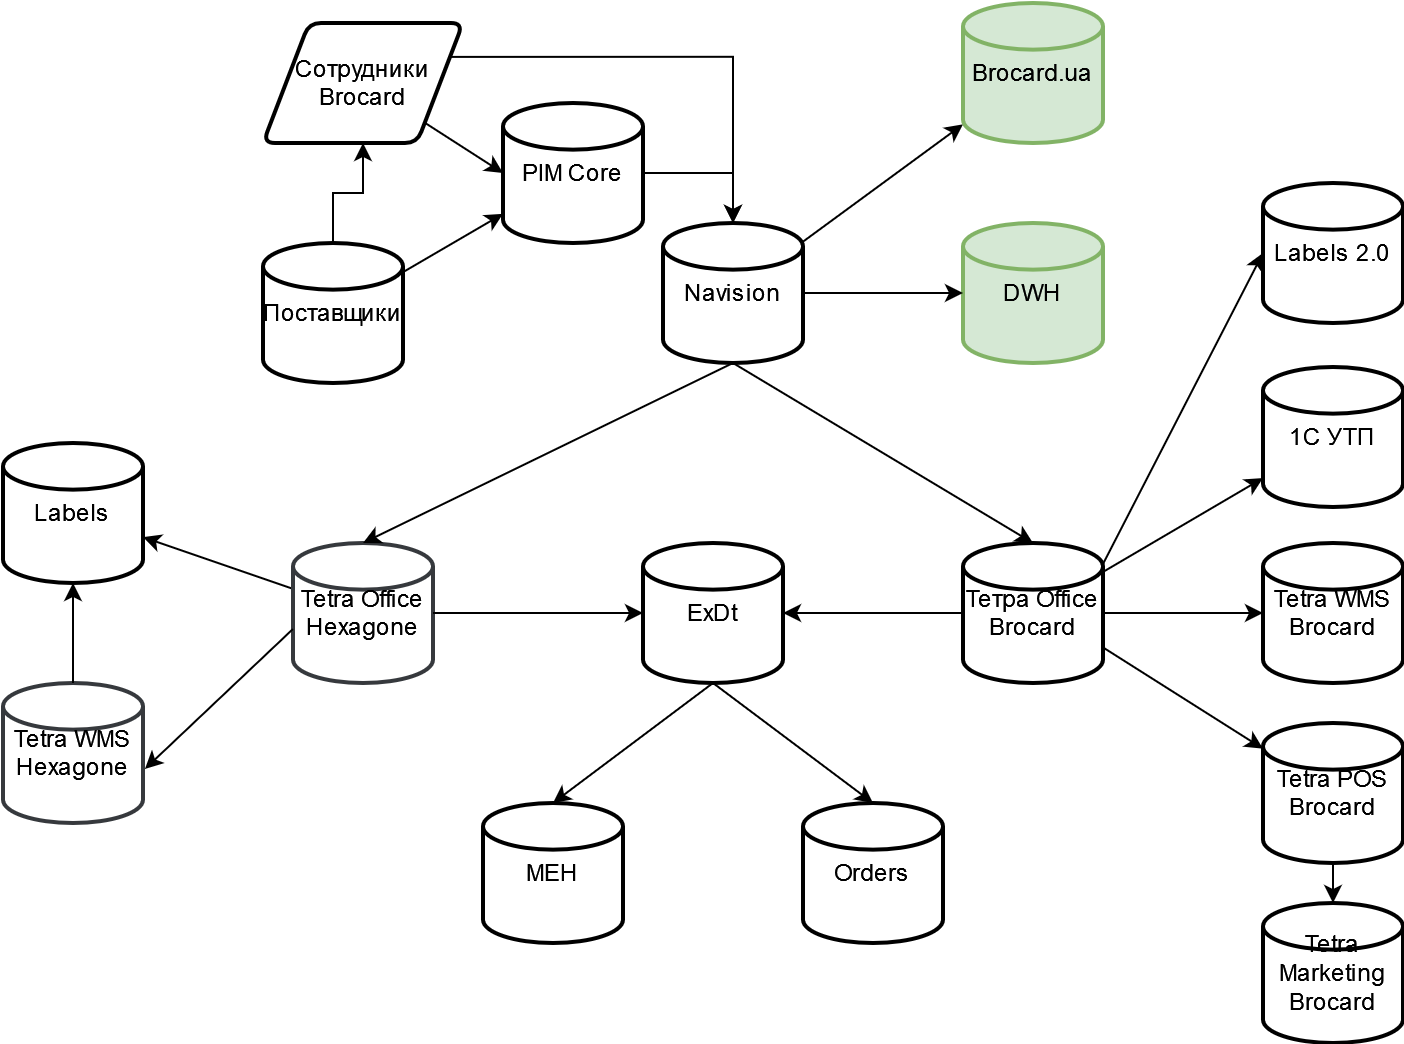 Сотрудники
Brocard
Brocard.ua
PIM Core
Поставщики
Navision
DWH
Labels 2.0
1С УТП
Labels
Tetra Office
Hexagone
ExDt
Тетра Office
Brocard
Tetra WMS
Brocard
Tetra WMS
Hexagone
Tetra POS
Brocard
MEH
Orders
Tetra
Marketing
Brocard